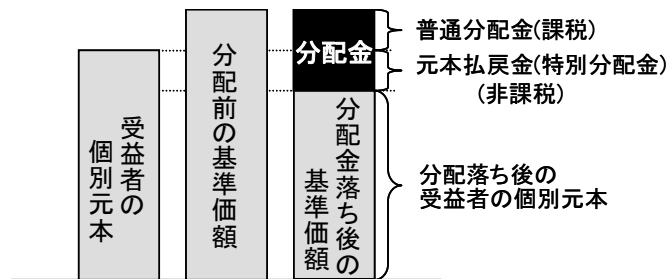 受益者の
個別元本
分配前の基準価額
分配金
分配金落ち後の
基準価額
普通分配金(課税)
元本払戻金(特別分配金)
(非課税)
分配落ち後の
受益者の個別元本